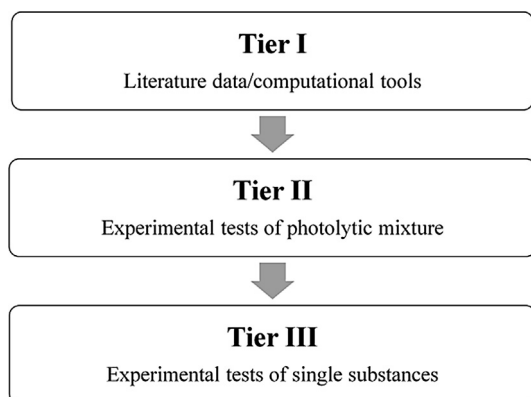 Tier I
Literature data/computational tools
Tier II
Experimental tests of photolytic mixture
Tier III
Experimental tests of single substances